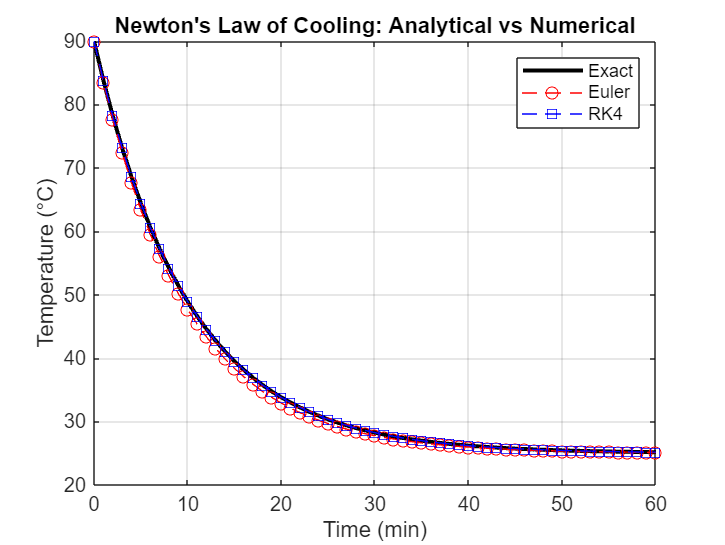 Newton's Law of Cooling: Analytical vs Numerical
90
80
70
60
50
40
30
20
Temperature (°C)
Exact
Euler
RK4
0 10 20 30 40 50 60
Time (min)